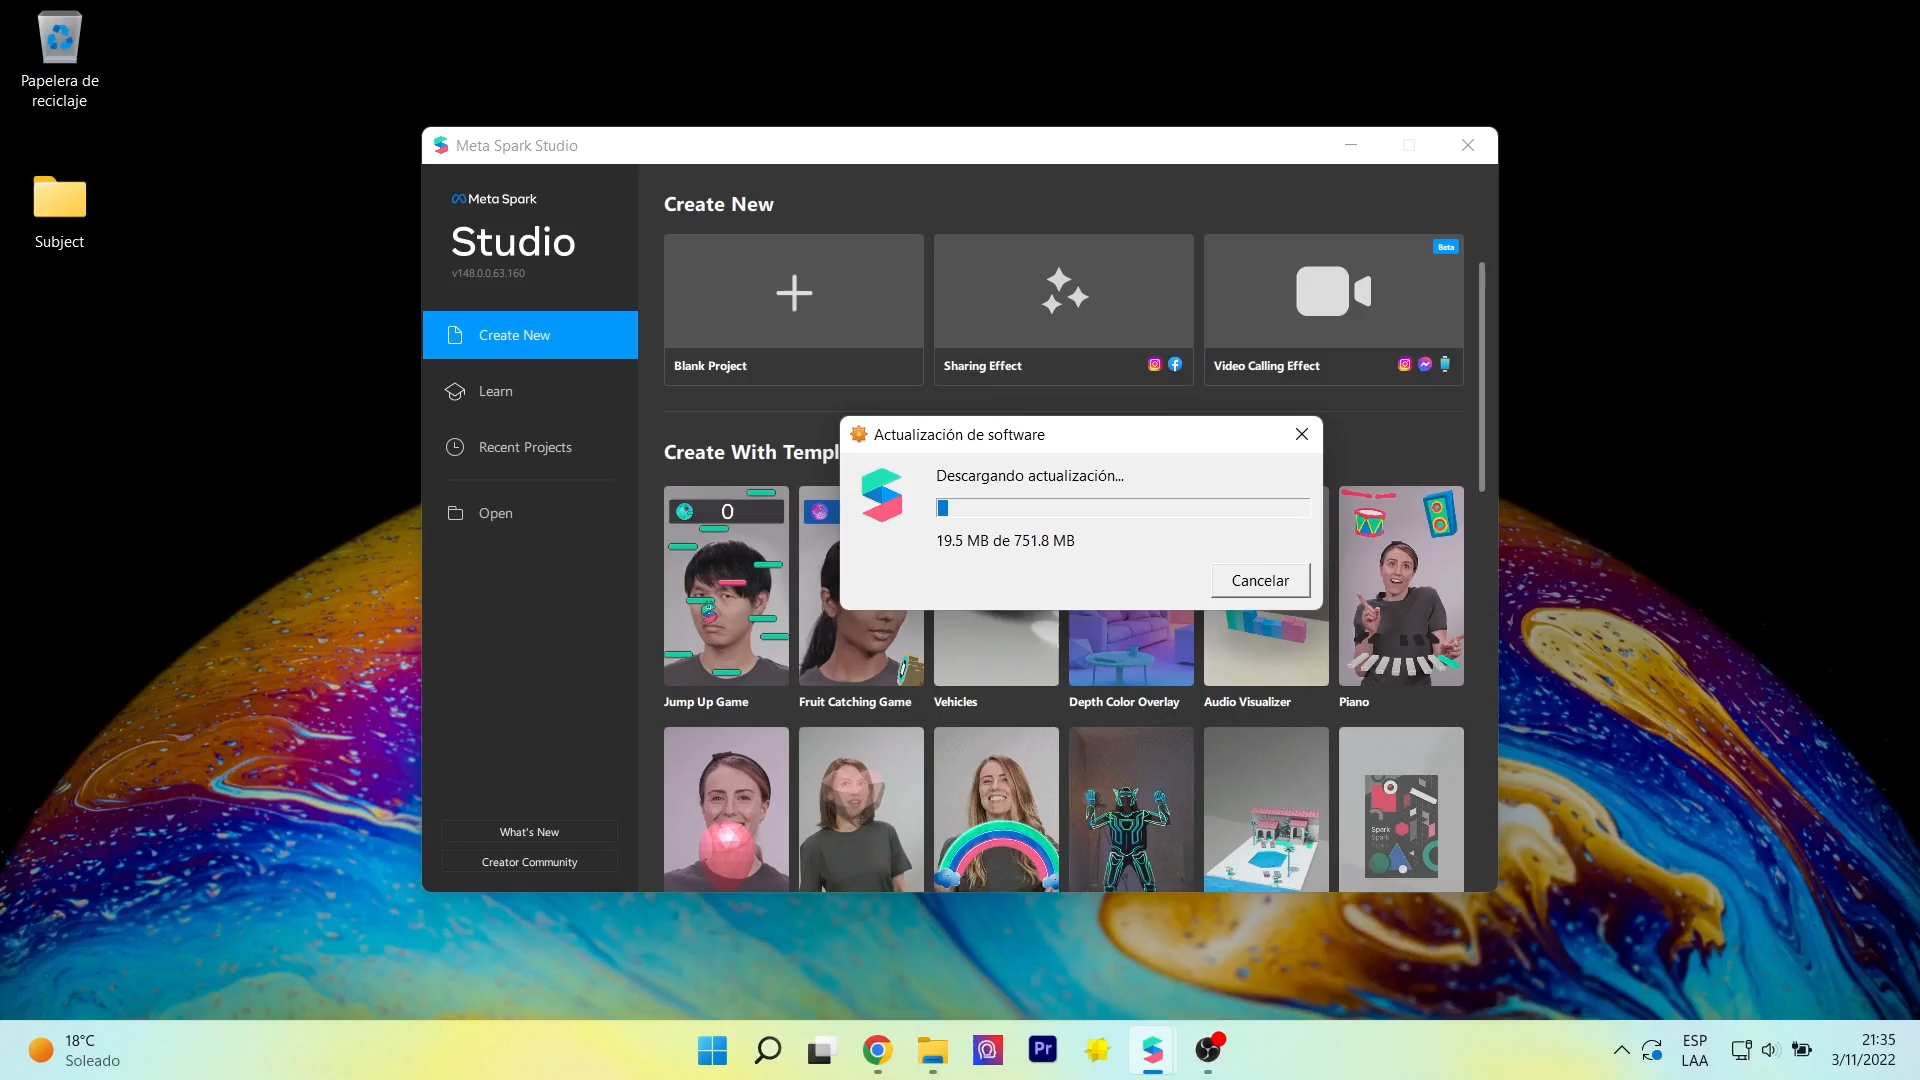 Papelera de
reciclaje
Subject
Meta Spark Studio
Meta Spark
Studio
v148.0.0.63.160
Create New
Learn
Recent Projects
Open
What's New
Creator Community
Create New
Blank Project
Sharing Effect
Beta
Video Calling Effect
Create With Templ
0
Jump Up Game
Fruit Catching Game
Vehicles
Depth Color Overlay
Audio Visualizer
Piano
Spark
Spark
Actualización de software
Descargando actualización...
19.5 MB de 751.8 MB
Cancelar
18°C
Soleado
Pr
ESP
LAA
21:35
3/11/2022